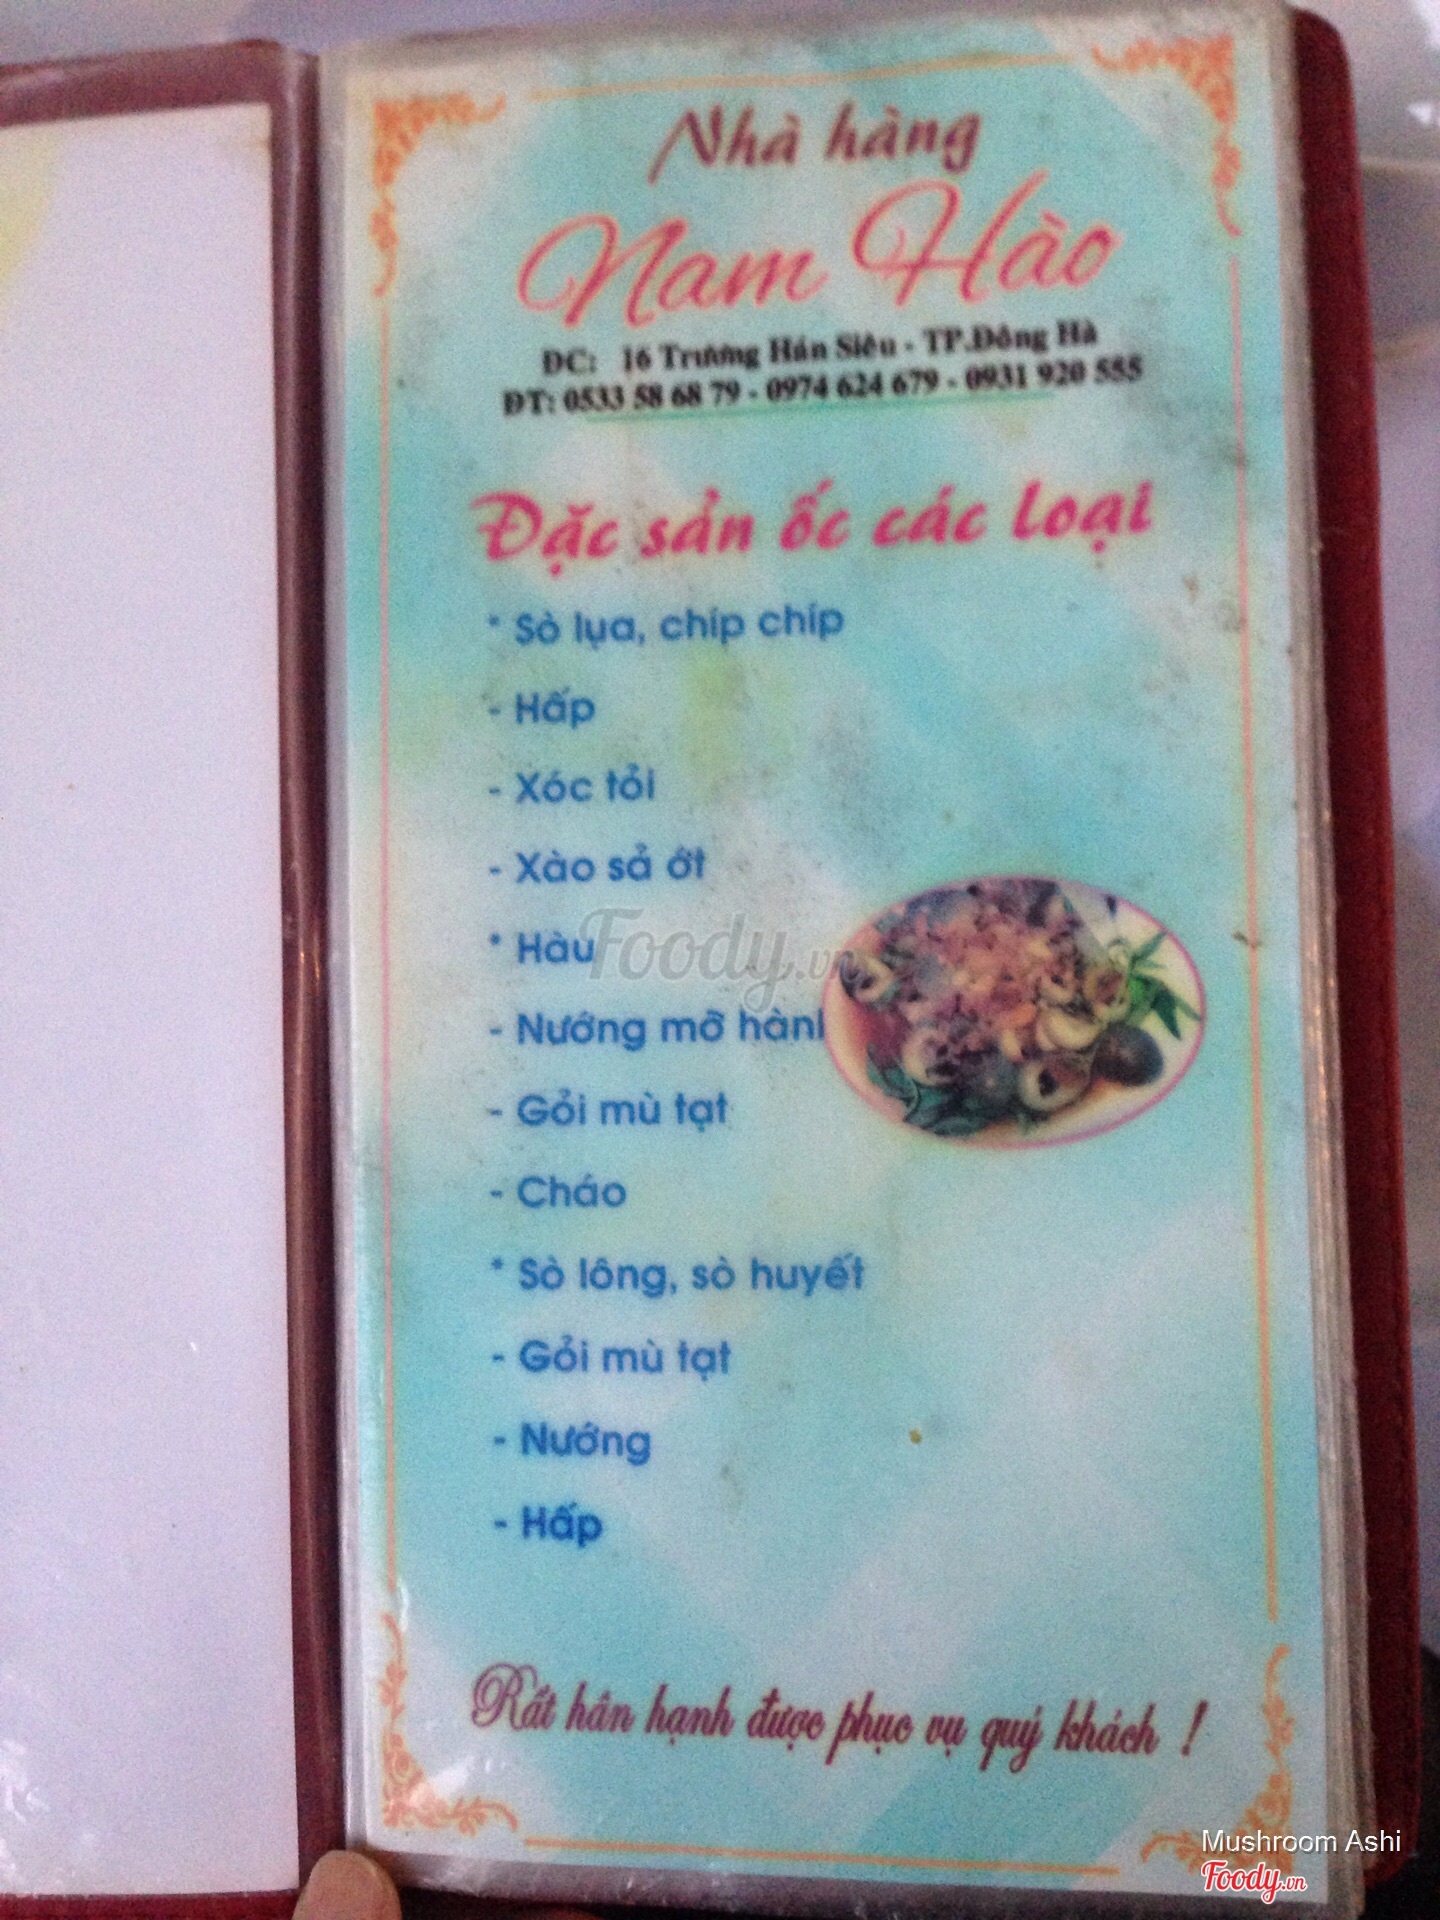 Nhà hàng
Nam Hào
ĐC: 16 Trương Hán Siêu - TP.Đông Hà
ĐT: 0533 58 68 79 - 0974 624 679 - 0931 920 555
Đặc sản ốc các loại
* Sò lụa, chíp chíp
- Hấp
- Xóc tỏi
- Xào sả ớt
* Hàu
Foody.vn
- Nướng mỡ hành
- Gỏi mù tạt
- Cháo
* Sò lông, sò huyết
- Gỏi mù tạt
- Nướng
- Hấp
Rất hân hạnh được phục vụ quý khách !
Mushroom Ashi
Foody.vn